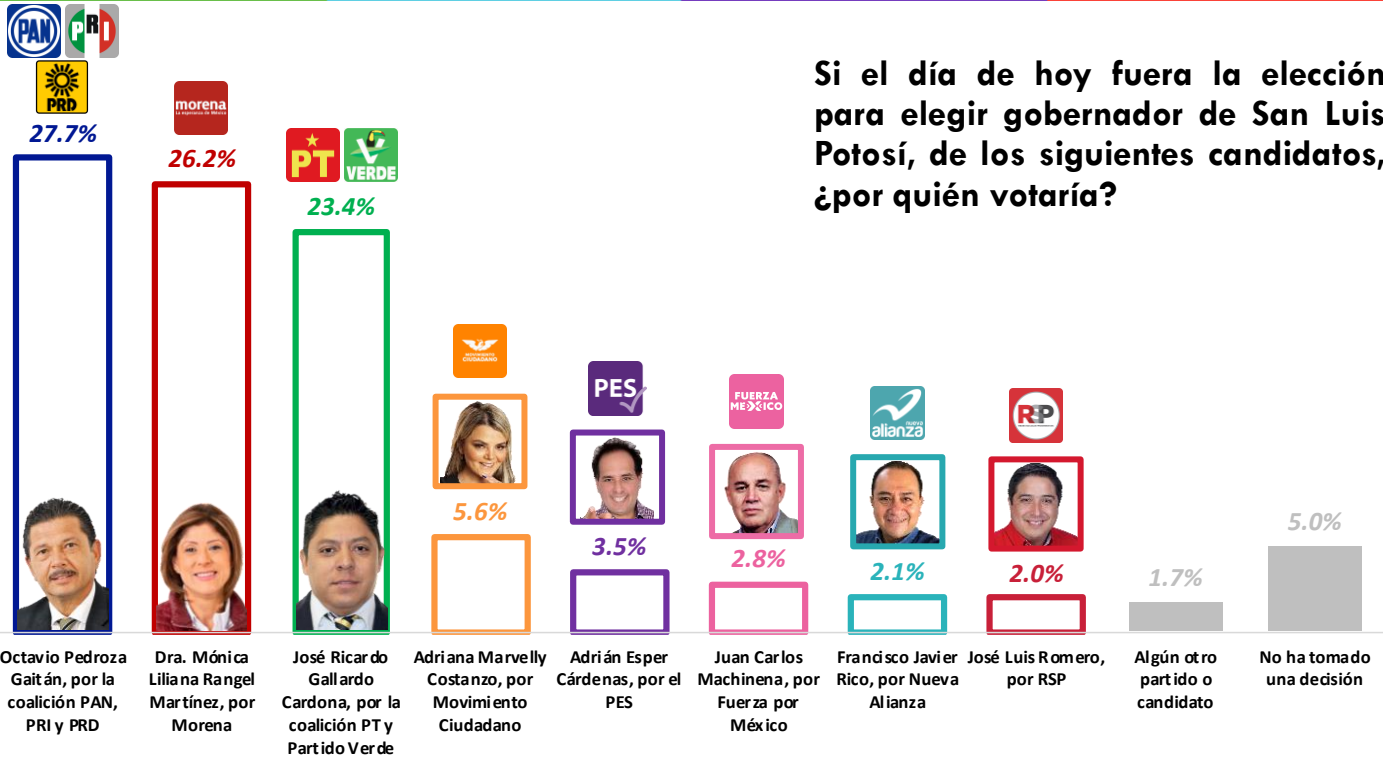 PAN
PRI
PRD
27.7%
morena
La esperanza de México
26.2%
PT
VERDE
23.4%
Si el día de hoy fuera la elección
para elegir gobernador de San Luis
Potosí, de los siguientes candidatos,
¿por quién votaría?
MOVIMIENTO
CIUDADANO
5.6%
PES
3.5%
FUERZA
MEXICO
2.8%
nueva
alianza
2.1%
RSP
2.0%
1.7%
5.0%
Octavio Pedroza
Gaitán, por la
coalición PAN,
PRI y PRD
Dra. Mónica
Liliana Rangel
Martínez, por
Morena
José Ricardo
Gallardo
Cardona, por la
coalición PT y
Partido Verde
Adriana Marvelly
Costanzo, por
Movimiento
Ciudadano
Adrián Esper
Cárdenas, por el
PES
Juan Carlos
Machinena, por
Fuerza por
México
Francisco Javier
Rico, por Nueva
Alianza
José Luis Romero,
por RSP
Algún otro
partido o
candidato
No ha tomado
una decisión